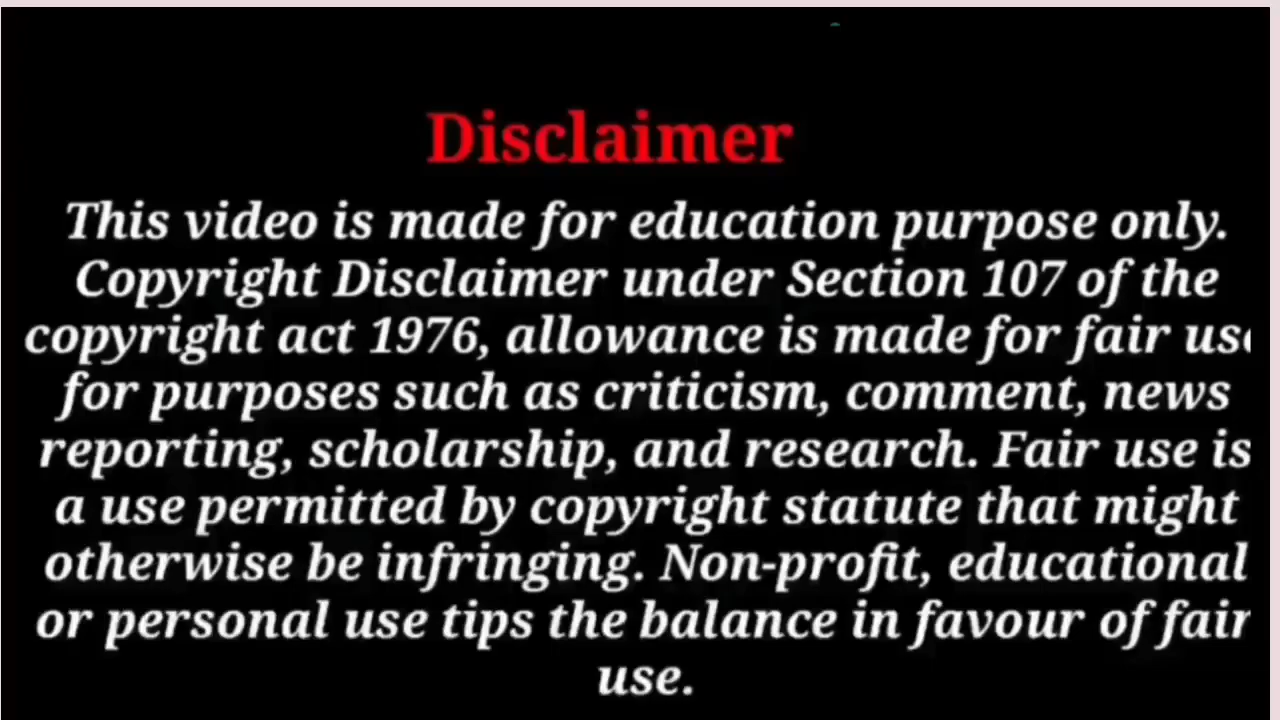 Disclaimer
This video is made for education purpose only.
Copyright Disclaimer under Section 107 of the
copyright act 1976, allowance is made for fair use
for purposes such as criticism, comment, news
reporting, scholarship, and research. Fair use is
a use permitted by copyright statute that might
otherwise be infringing. Non-profit, educational
or personal use tips the balance in favour of fair
use.